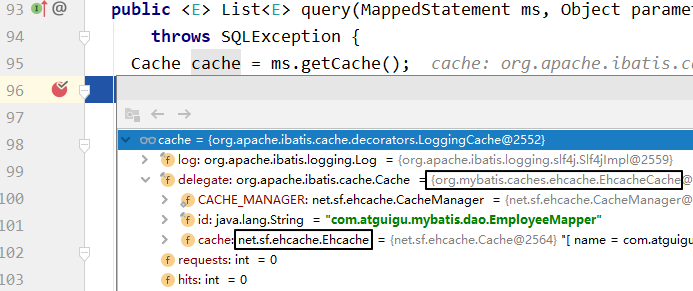 93 @ public <E> List<E> query(MappedStatement ms, Object parame
94 throws SQLException {
95 Cache cache = ms.getCache(); cache: org.apache.ibatis.c
96
97
98 cache = {org.apache.ibatis.cache.decorators.LoggingCache@2552}
log: org.apache.ibatis.logging.Log = {org.apache.ibatis.logging.slf4j.Slf4jImpl@2559}
99 delegate: org.apache.ibatis.cache.Cache = {org.mybatis.caches.ehcache.EhcacheCache@
100 CACHE_MANAGER: net.sf.ehcache.CacheManager = {net.sf.ehcache.CacheManager@
101 id: java.lang.String = "com.atguigu.mybatis.dao.EmployeeMapper"
102 cache: net.sf.ehcache.Ehcache = {net.sf.ehcache.Cache@2564} "[ name = com.atguigu
requests: int = 0
103 hits: int = 0